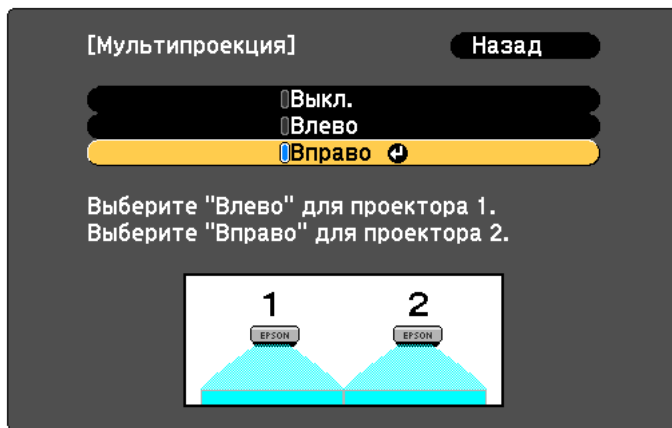 [Мультипроекция] Назад
Выкл.
Влево
Вправо
Выберите "Влево" для проектора 1.
Выберите "Вправо" для проектора 2.
1 2
EPSON EPSON